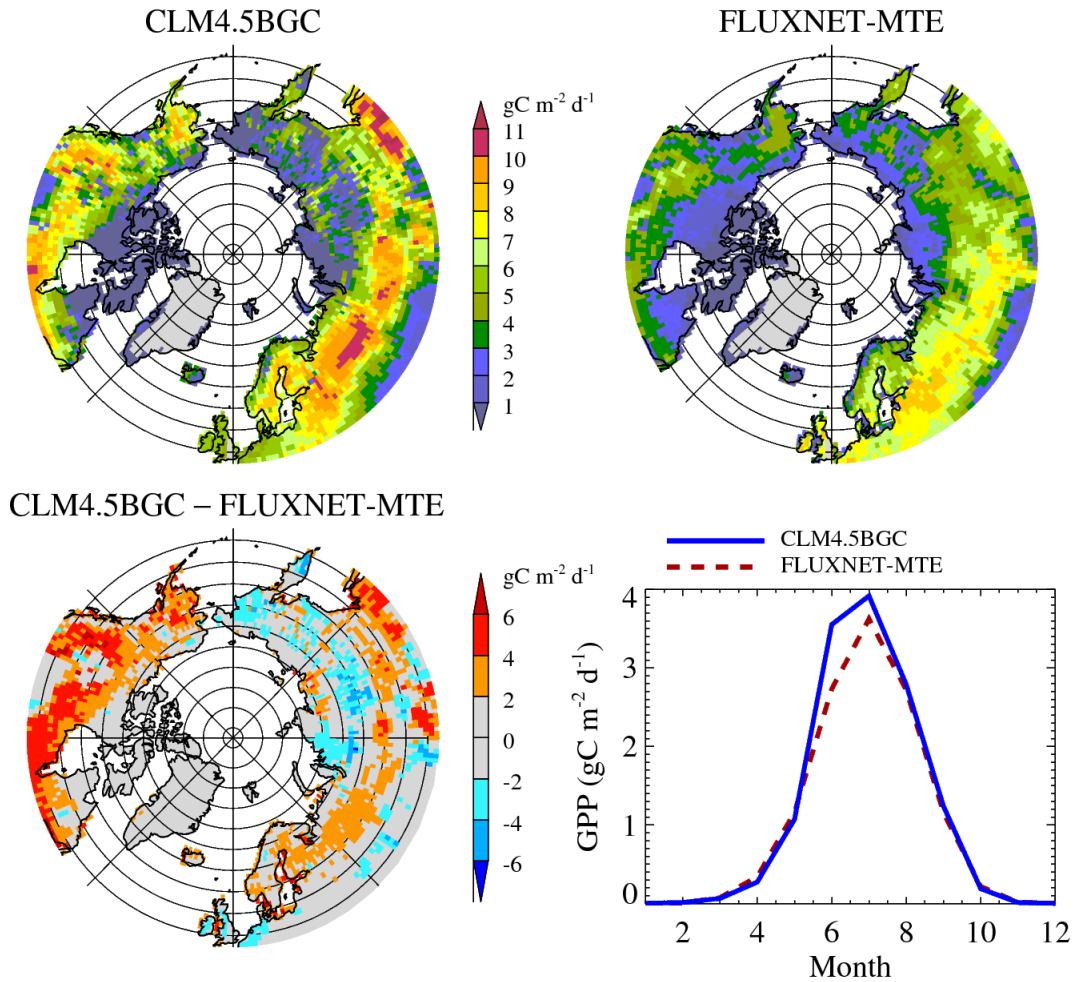 CLM4.5BGC
FLUXNET-MTE
gC m-2 d-1
11
10
9
8
7
6
5
4
3
2
1
CLM4.5BGC – FLUXNET-MTE
gC m-2 d-1
6
4
2
0
-2
-4
-6
CLM4.5BGC
FLUXNET-MTE
GPP (gC m-2 d-1)
4
3
2
1
0
2 4 6 8 10 12
Month